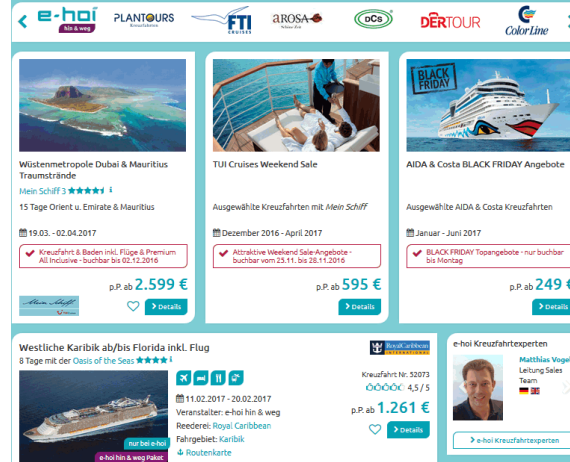 e-hoi
hin & weg
PLANTOURS
Kreuzfahrten
FTI
CRUISES
aROSA
DCS
DERTOUR
Color Line
Wüstenmetropole Dubai & Mauritius
Traumstrände
Mein Schiff 3
15 Tage Orient u. Emirate & Mauritius
19.03. - 02.04.2017
Kreuzfahrt & Baden inkl. Flüge & Premium
All Inclusive - buchbar bis 02.12.2016
p.P. ab 2.599 €
Mein Schiff
Details
TUI Cruises Weekend Sale
Ausgewählte Kreuzfahrten mit Mein Schiff
Dezember 2016 - April 2017
Attraktive Weekend Sale-Angebote -
buchbar vom 25.11. bis 28.11.2016
p.P. ab 595 €
Details
BLACK
FRIDAY
AIDA & Costa BLACK FRIDAY Angebote
Ausgewählte AIDA & Costa Kreuzfahrten
Januar - Juni 2017
BLACK FRIDAY Topangebote - nur buchbar
bis Montag
p.P. ab 249 €
Details
Westliche Karibik ab/bis Florida inkl. Flug
8 Tage mit der Oasis of the Seas
nur bei e-hoi
e-hoi hin & weg Paket
11.02.2017 - 20.02.2017
Veranstalter: e-hoi hin & weg
Reederei: Royal Caribbean
Fahrgebiet: Karibik
Routenkarte
RoyalCaribbean
INTERNATIONAL
Kreuzfahrt Nr. 52073
4,5 / 5
p.P. ab 1.261 €
Details
e-hoi Kreuzfahrtexperten
Matthias Vogel
Leitung Sales
Team
e-hoi Kreuzfahrtexperten